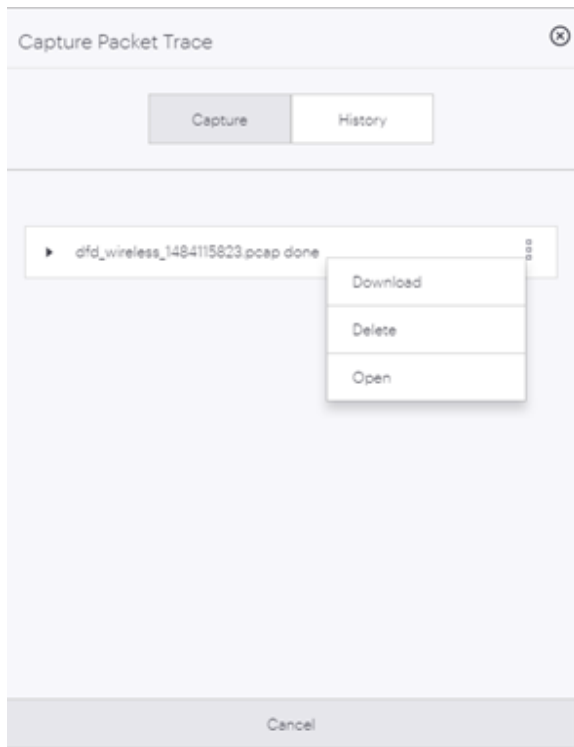 Capture Packet Trace
Capture
History
dfd_wireless_1484115823.pcap done
Download
Delete
Open
Cancel